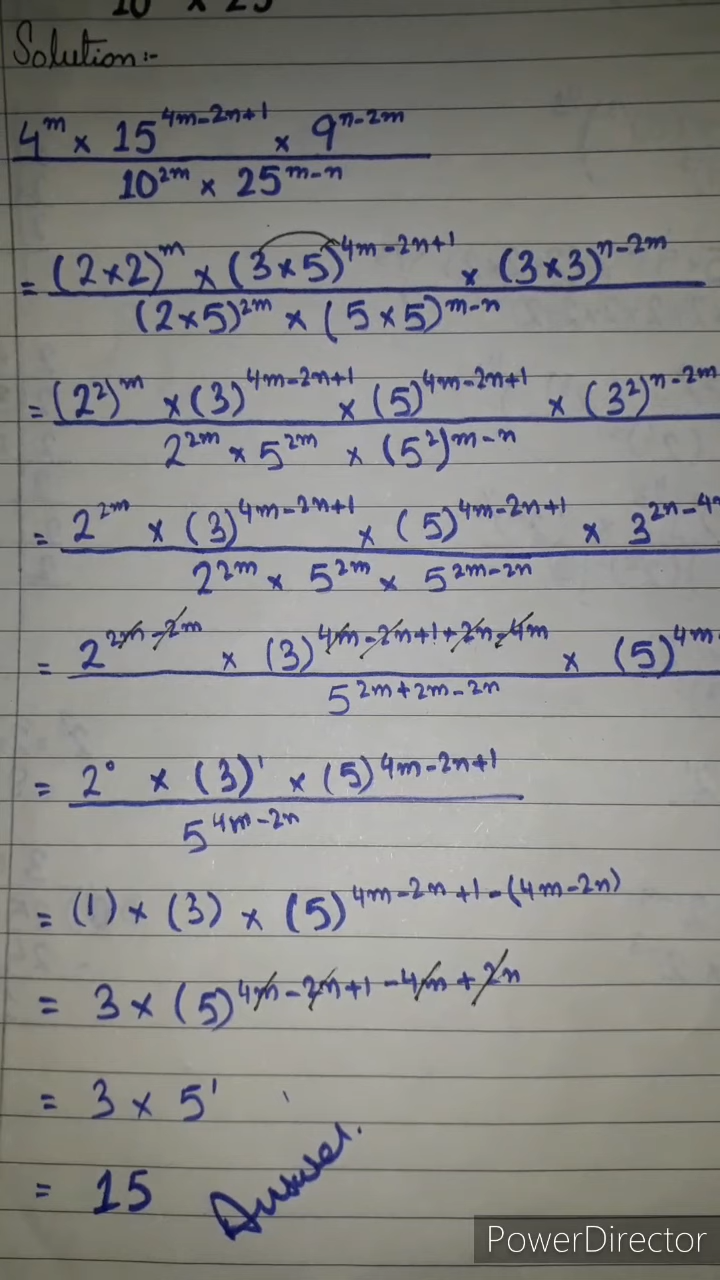 Solution:-
4^m × 15^(4m-2n+1) × 9^(n-2m)
10^(2m) × 25^(m-n)
= (2×2)^m × (3×5)^(4m-2n+1) × (3×3)^(n-2m)
(2×5)^(2m) × (5×5)^(m-n)
= (2²)^m × (3)^(4m-2n+1) × (5)^(4m-2n+1) × (3²)^(n-2m)
2^(2m) × 5^(2m) × (5²)^(m-n)
= 2^(2m) × (3)^(4m-2n+1) × (5)^(4m-2n+1) × 3^(2n-4m
2^(2m) × 5^(2m) × 5^(2m-2n)
= 2^(2m-2m) × (3)^(4m-2n+1+2n-4m) × (5)^(4m-
5^(2m+2m-2n)
= 2⁰ × (3)¹ × (5)^(4m-2n+1)
5^(4m-2n)
= (1) × (3) × (5)^(4m-2n+1-(4m-2n))
= 3 × (5)^(4m-2n+1-4m+2n)
= 3 × 5¹
= 15 Answer.
PowerDirector